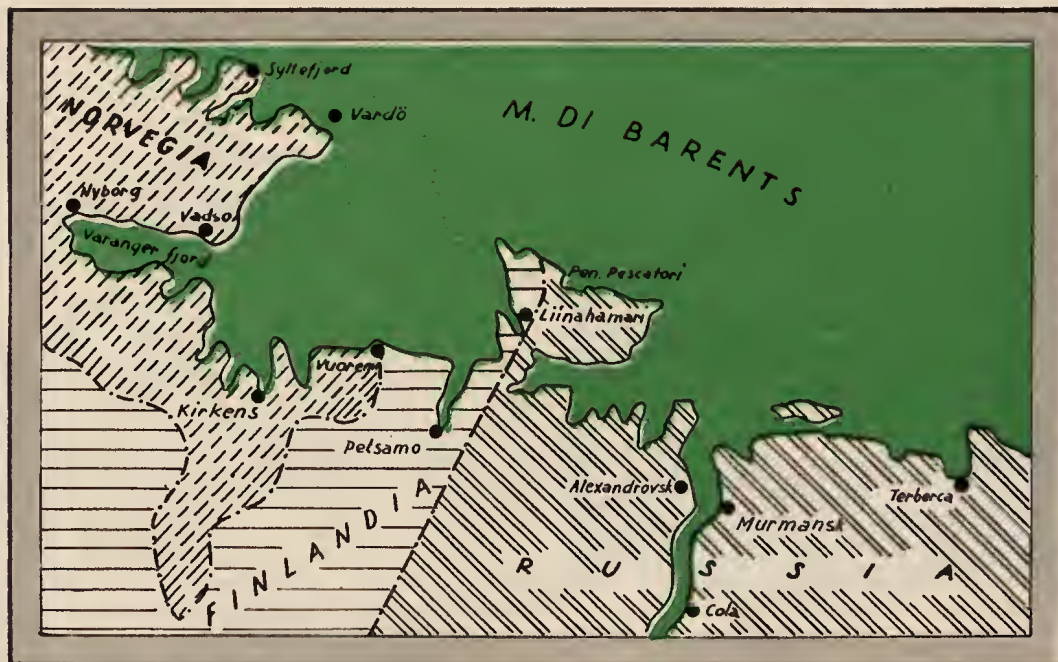 Syltefjord
Vardö
M. DI BARENTS
NORVEGIA
Nyborg
Vadso
Varanger fjord
Pen. Pescatori
Liinahamari
Vuoremi
Kirkens
Petsamo
FINLANDIA
Alexandrovsk
Murmansk
Terberca
RUSSIA
Cola